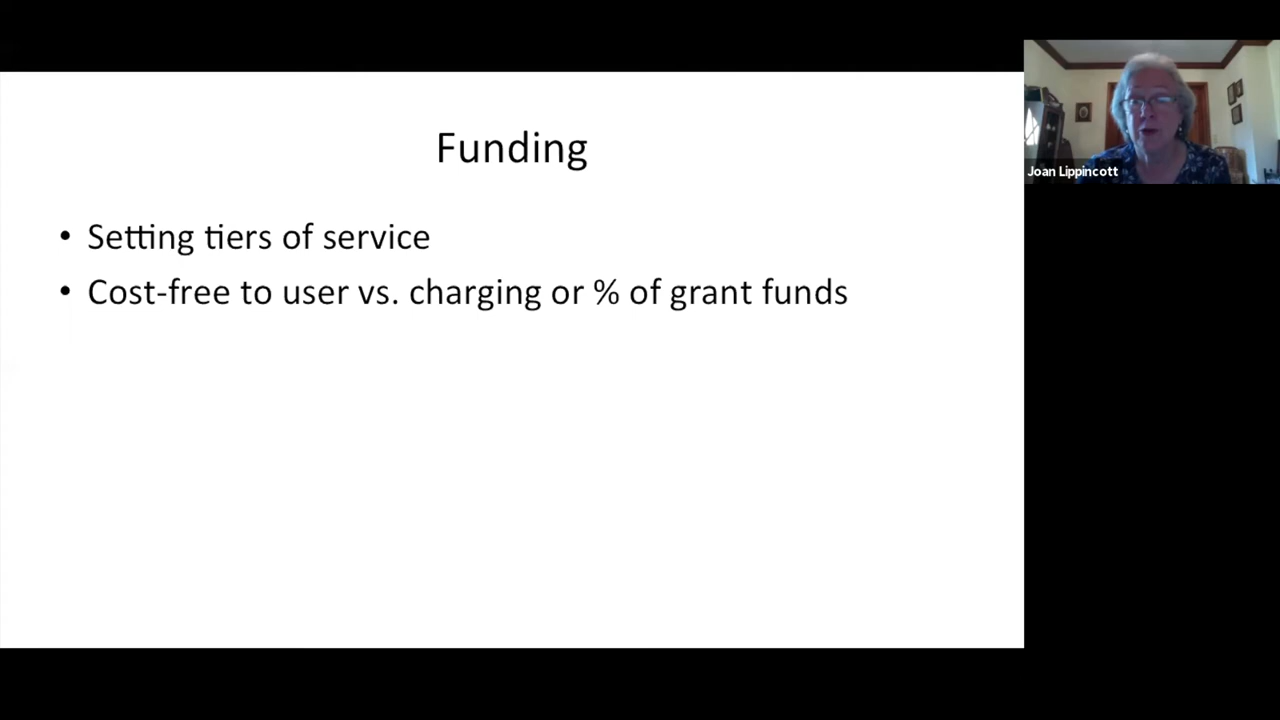 Funding
• Setting tiers of service
• Cost-free to user vs. charging or % of grant funds
Joan Lippincott